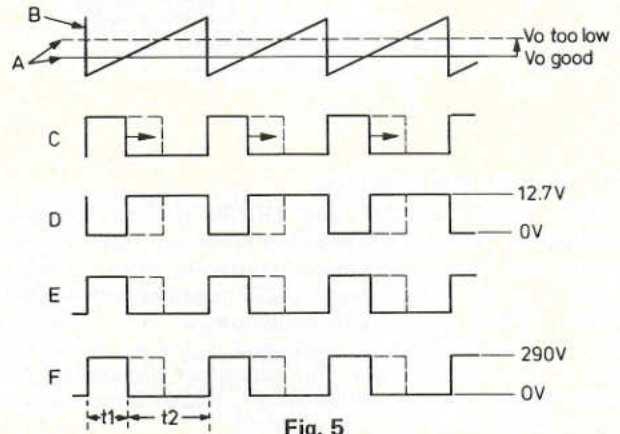 B
Vo too low
A
Vo good
C
D
12.7V
0V
E
F
290V
0V
t1 t2
Fig. 5